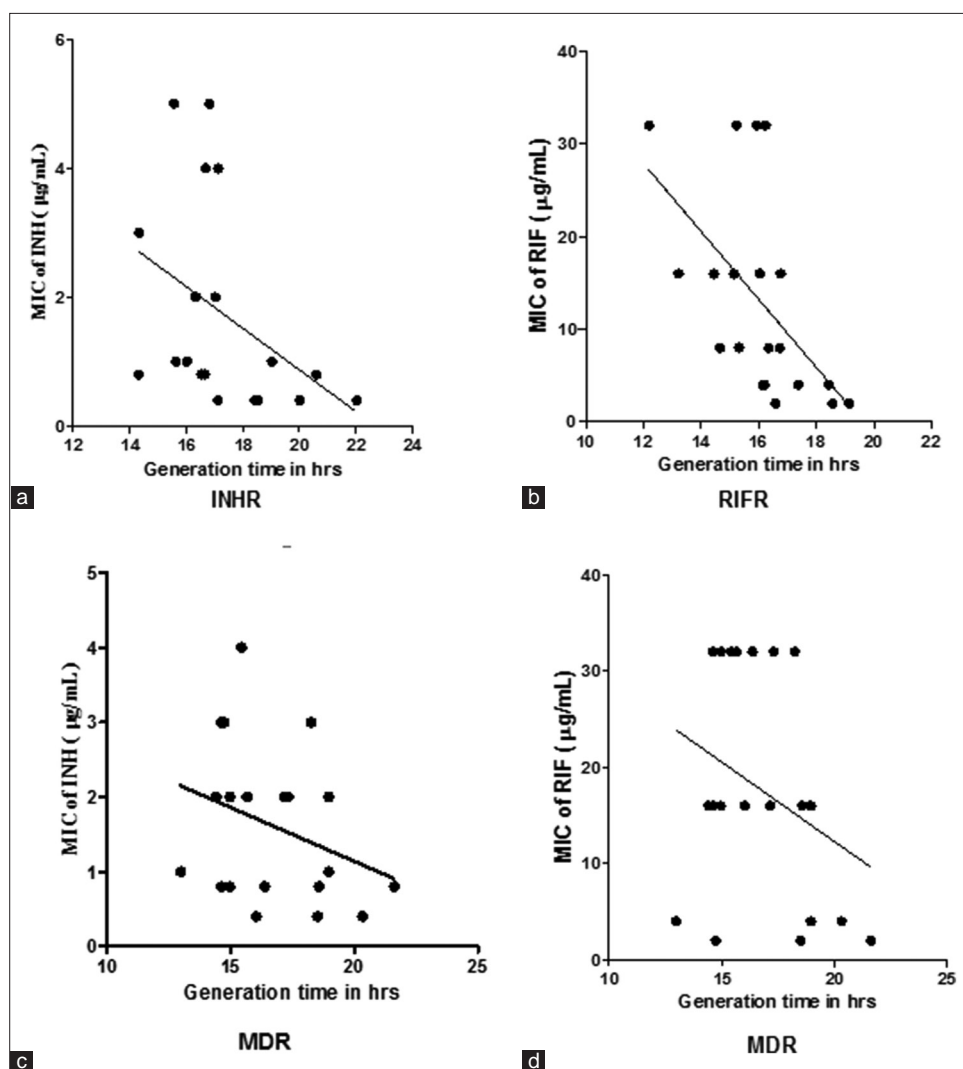 MIC of INH ( µg/mL)
6
4
2
0
12 14 16 18 20 22 24
Generation time in hrs
a
INHR
MIC of RIF ( µg/mL)
40
30
20
10
0
10 12 14 16 18 20 22
Generation time in hrs
b
RIFR
MIC of INH ( µg/mL)
5
4
3
2
1
0
10 15 20 25
Generation time in hrs
c
MDR
MIC of RIF ( µg/mL)
40
30
20
10
0
10 15 20 25
Generation time in hrs
d
MDR